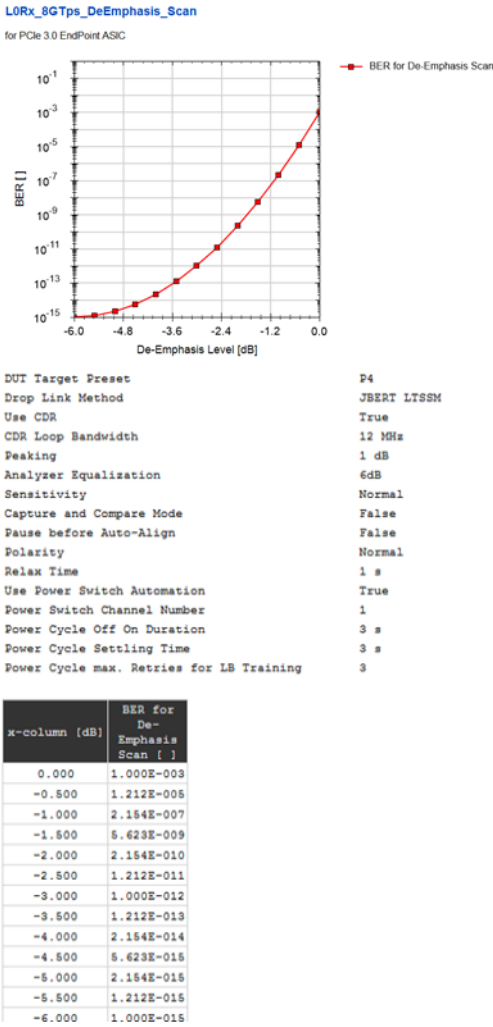 L0Rx_8GTps_DeEmphasis_Scan
for PCIe 3.0 EndPoint ASIC
BER for De-Emphasis Scan
BER [ ]
10-1
10-3
10-5
10-7
10-9
10-11
10-13
10-15
-6.0 -4.8 -3.6 -2.4 -1.2 0.0
De-Emphasis Level [dB]
DUT Target Preset P4
Drop Link Method JBERT LTSSM
Use CDR True
CDR Loop Bandwidth 12 MHz
Peaking 1 dB
Analyzer Equalization 6dB
Sensitivity Normal
Capture and Compare Mode False
Pause before Auto-Align False
Polarity Normal
Relax Time 1 s
Use Power Switch Automation True
Power Switch Channel Number 1
Power Cycle Off On Duration 3 s
Power Cycle Settling Time 3 s
Power Cycle max. Retries for LB Training 3
x-column [dB]
BER for
De-
Emphasis
Scan [ ]
0.000 1.000E-003
-0.500 1.212E-005
-1.000 2.154E-007
-1.500 5.623E-009
-2.000 2.154E-010
-2.500 1.212E-011
-3.000 1.000E-012
-3.500 1.212E-013
-4.000 2.154E-014
-4.500 5.623E-015
-5.000 2.154E-015
-5.500 1.212E-015
-6.000 1.000E-015